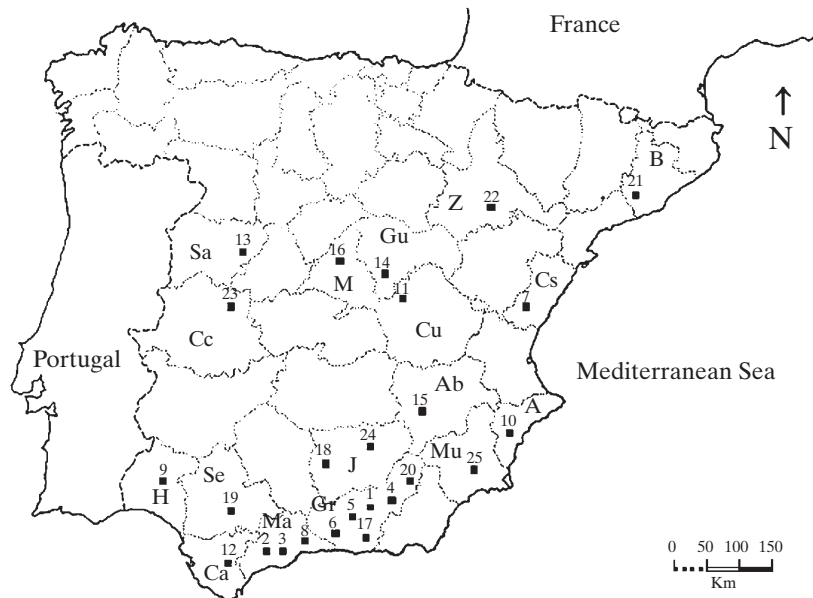 France
N
B
21
Z
22
Gu
13
16
Sa
14
M
Cs
11
23
7
Cu
Cc
Portugal
Mediterranean Sea
Ab
A
15
10
24
Mu
18
J
25
9
Se
20
H
19
Gr
1
4
5
Ma
6
17
8
2
3
12
Ca
0 50 100 150
Km